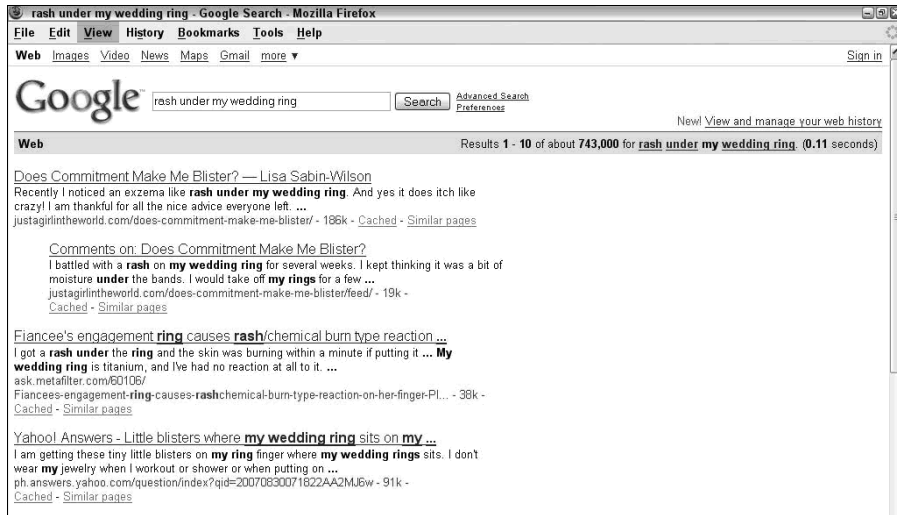 rash under my wedding ring - Google Search - Mozilla Firefox
File Edit View History Bookmarks Tools Help
Web Images Video News Maps Gmail more ▼ Sign in
Google™ rash under my wedding ring Search Advanced Search
Preferences
New! View and manage your web history
Web Results 1 - 10 of about 743,000 for rash under my wedding ring. (0.11 seconds)
Does Commitment Make Me Blister? — Lisa Sabin-Wilson
Recently I noticed an exzema like rash under my wedding ring. And yes it does itch like
crazy! I am thankful for all the nice advice everyone left. ...
justagirlintheworld.com/does-commitment-make-me-blister/ - 186k - Cached - Similar pages
Comments on: Does Commitment Make Me Blister?
I battled with a rash on my wedding ring for several weeks. I kept thinking it was a bit of
moisture under the bands. I would take off my rings for a few ...
justagirlintheworld.com/does-commitment-make-me-blister/feed/ - 19k -
Cached - Similar pages
Fiancee's engagement ring causes rash/chemical burn type reaction ...
I got a rash under the ring and the skin was burning within a minute if putting it ... My
wedding ring is titanium, and I've had no reaction at all to it. ...
ask.metafilter.com/60106/
Fiancees-engagement-ring-causes-rashchemical-burn-type-reaction-on-her-finger-Pl... - 38k -
Cached - Similar pages
Yahoo! Answers - Little blisters where my wedding ring sits on my ...
I am getting these tiny little blisters on my ring finger where my wedding rings sits. I don't
wear my jewelry when I workout or shower or when putting on ...
ph.answers.yahoo.com/question/index?qid=20070830071822AA2MJ6w - 91k -
Cached - Similar pages